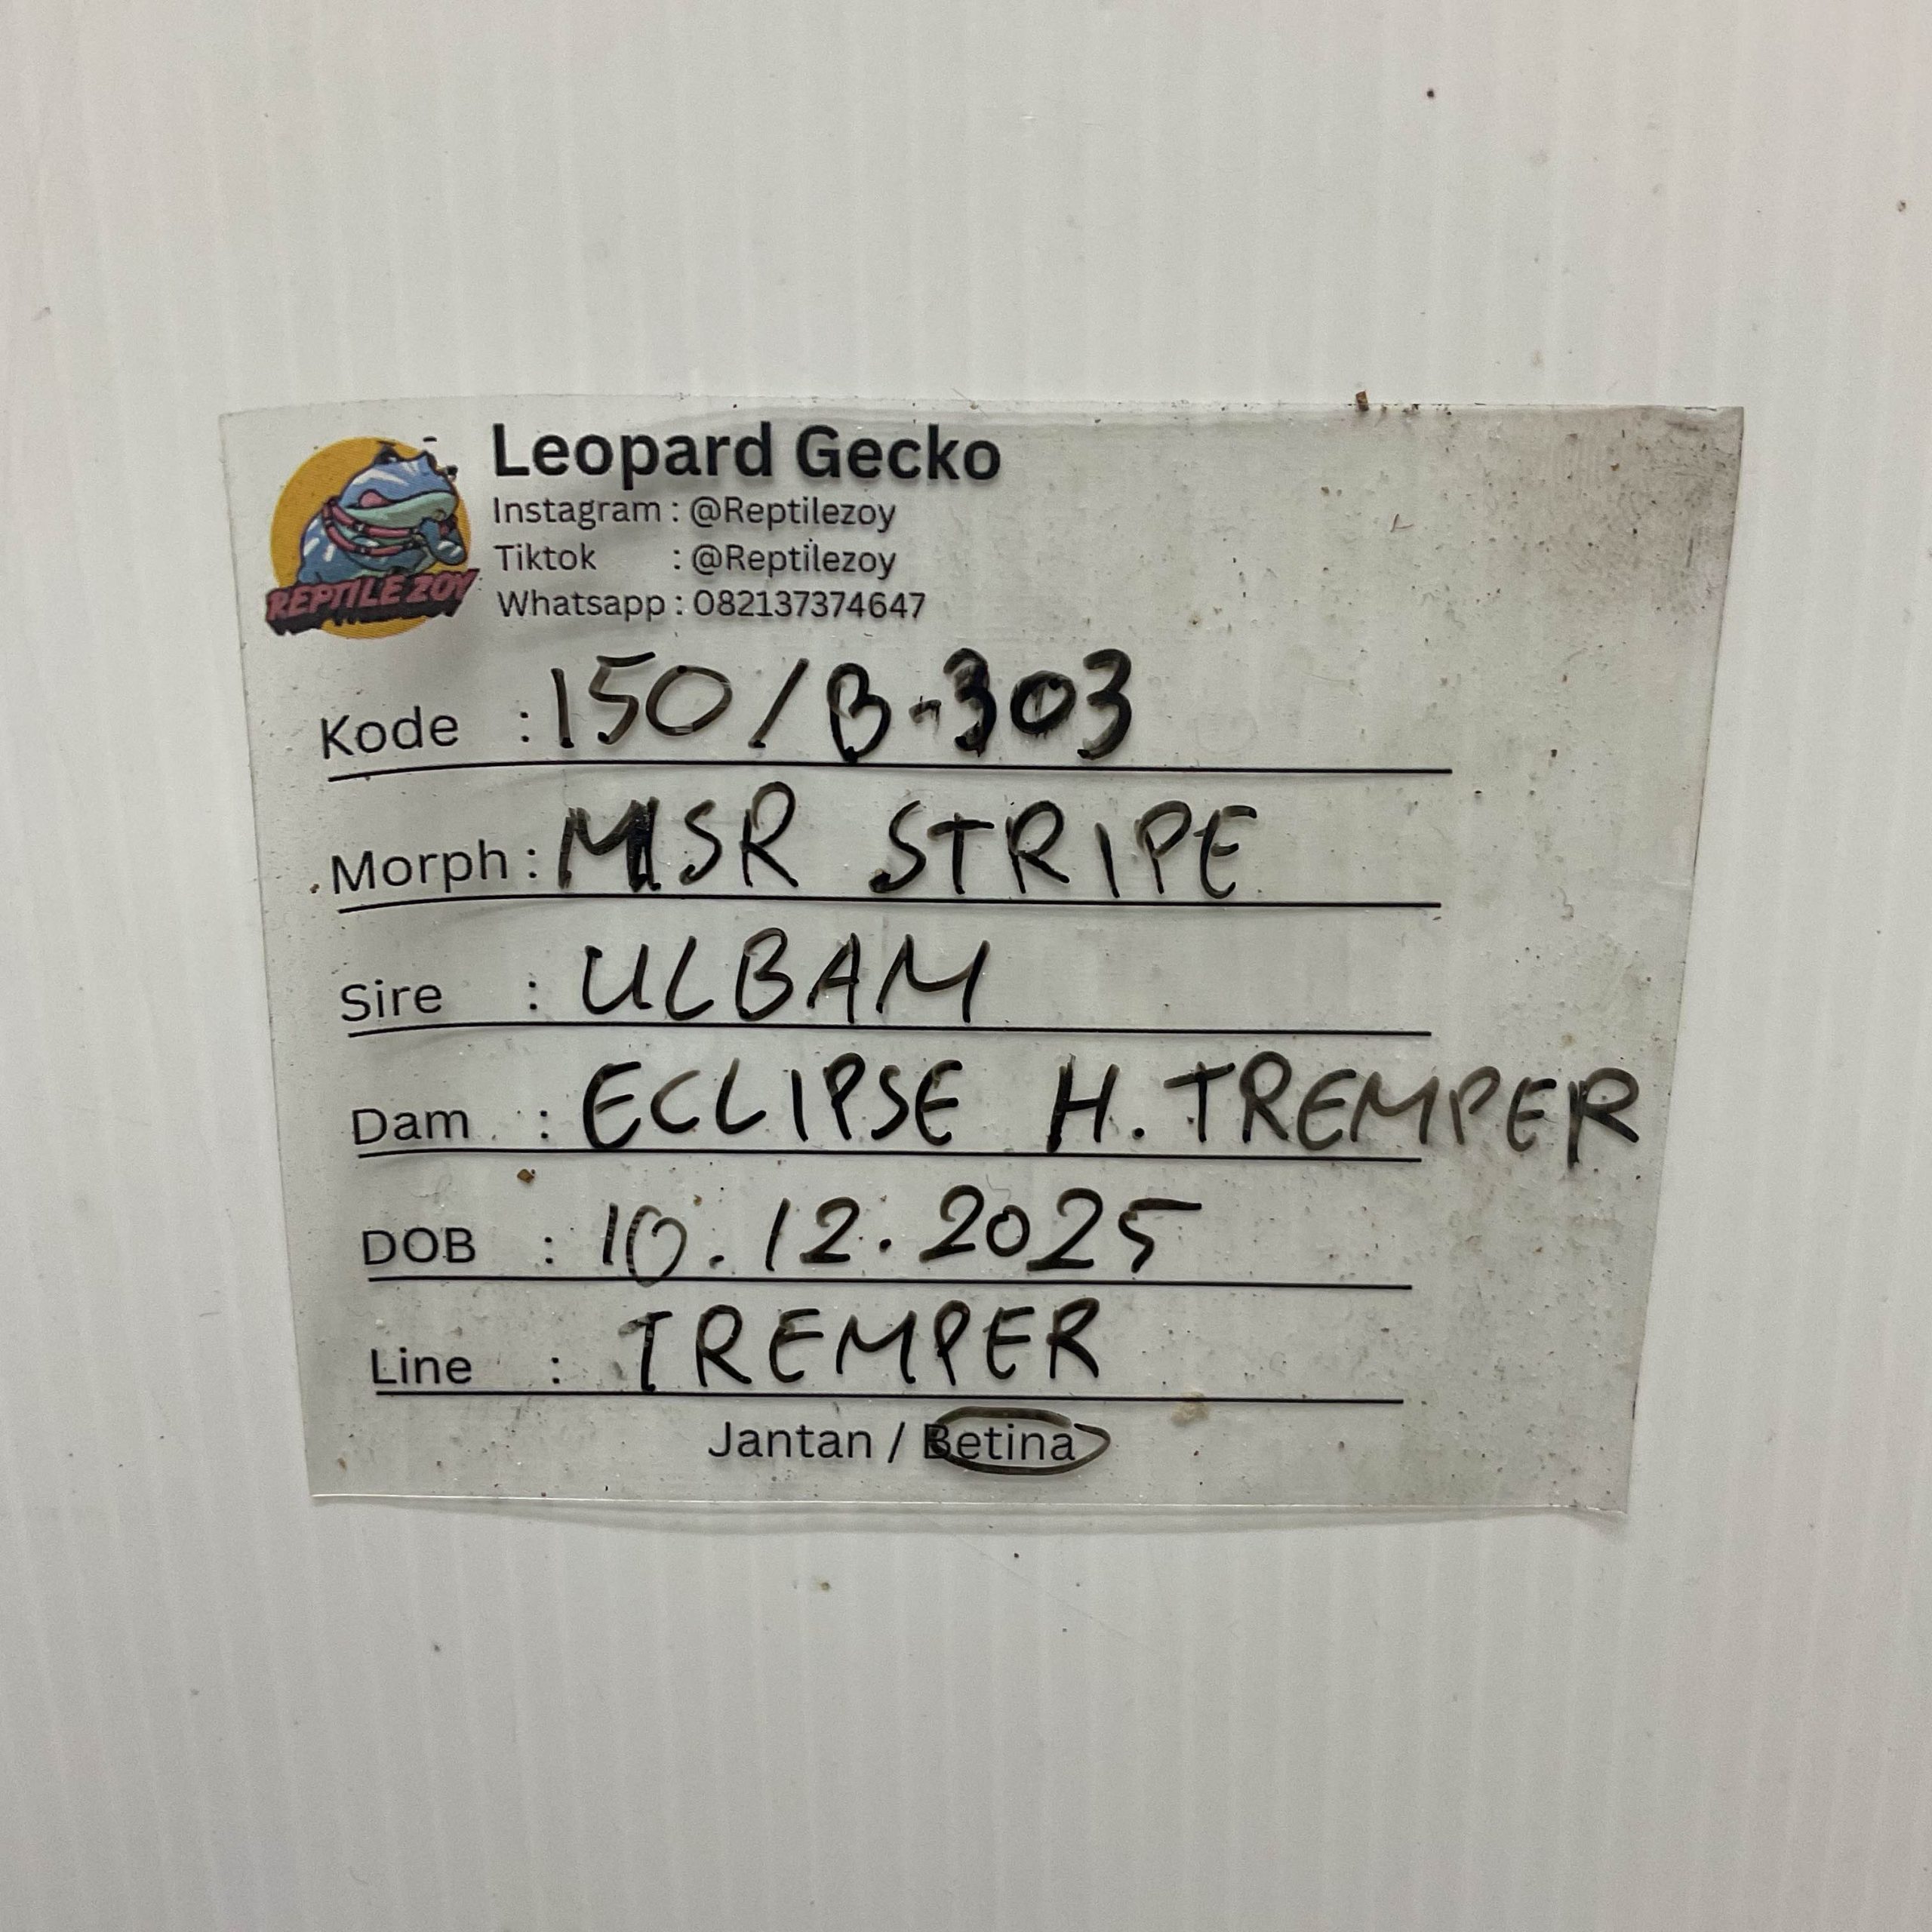 Leopard Gecko
Instagram : @Reptilezoy
Tiktok : @Reptilezoy
Whatsapp : 082137374647
REPTILE ZOY
Kode : 150/B-303
Morph : MSR STRIPE
Sire : ULBAM
Dam : ECLIPSE H. TREMPER
DOB : 10.12.2025
Line : TREMPER
Jantan / Betina